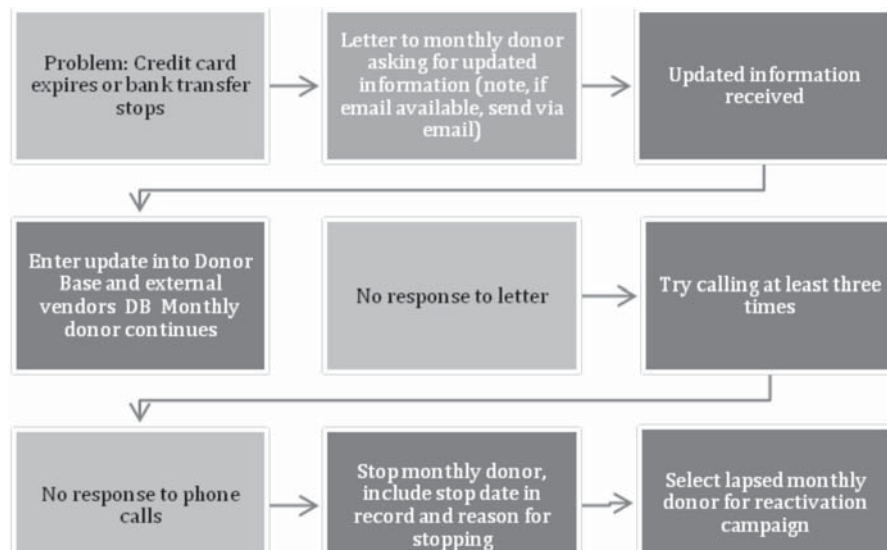 Problem: Credit card
expires or bank transfer
stops
Letter to monthly donor
asking for updated
information (note, if
email available, send via
email)
Updated information
received
Enter update into Donor
Base and external
vendors DB Monthly
donor continues
No response to letter
Try calling at least three
times
No response to phone
calls
Stop monthly donor,
include stop date in
record and reason for
stopping
Select lapsed monthly
donor for reactivation
campaign